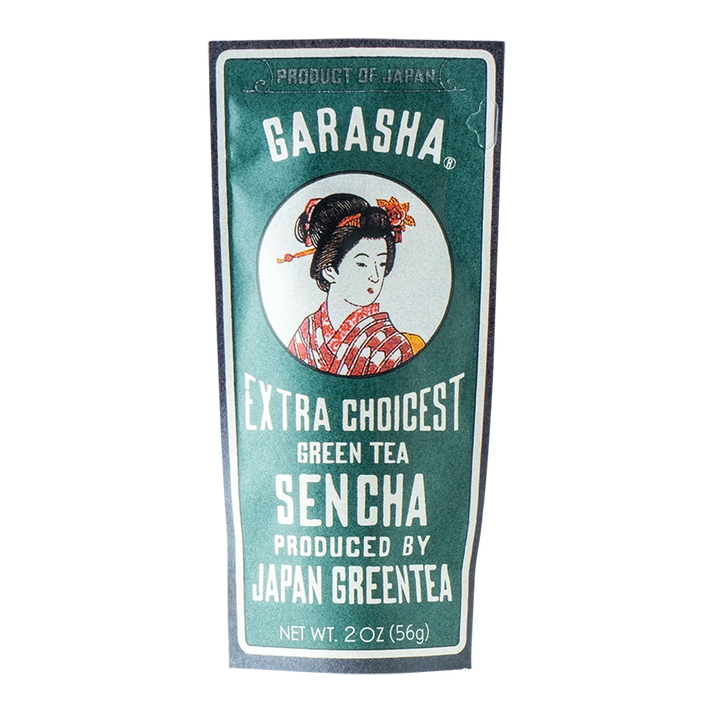 PRODUCT OF JAPAN
GARASHA®
EXTRA CHOICEST
GREEN TEA
SENCHA
PRODUCED BY
JAPAN GREENTEA
NET WT. 2 OZ (56g)